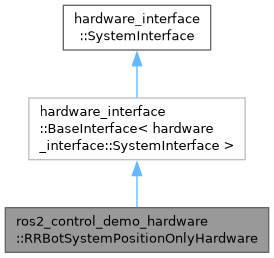 hardware_interface
::SystemInterface
hardware_interface
::BaseInterface< hardware
_interface::SystemInterface >
ros2_control_demo_hardware
::RRBotSystemPositionOnlyHardware